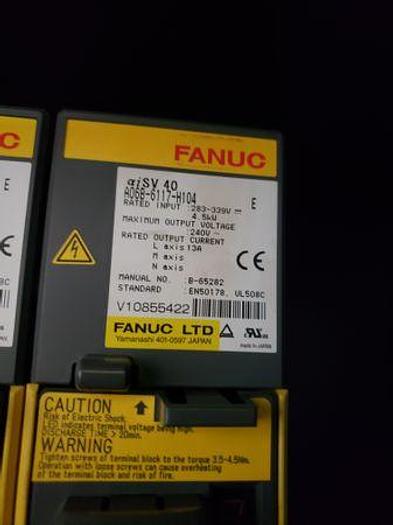 C
FANUC
E
αiSV 40
A06B-6117-H104
E
RATED INPUT :283-339V
4.5kW
MAXIMUM OUTPUT VOLTAGE
:240V~
RATED OUTPUT CURRENT
L axis 13A
M axis
N axis
CE
MANUAL NO. : B-65282
STANDARD :EN50178, UL508C
508C
V10855422
FANUC LTD
Yamanashi 401-0597 JAPAN
MADE IN JAPAN
CAUTION
Risk of Electric Shock.
LED indicates terminal voltage being high.
DISCHARGE TIME > 20min.
WARNING
Tighten screws of terminal block to the torque 3.5-4.5Nm.
Operation with loose screws can cause overheating
of the terminal block and risk of fire.